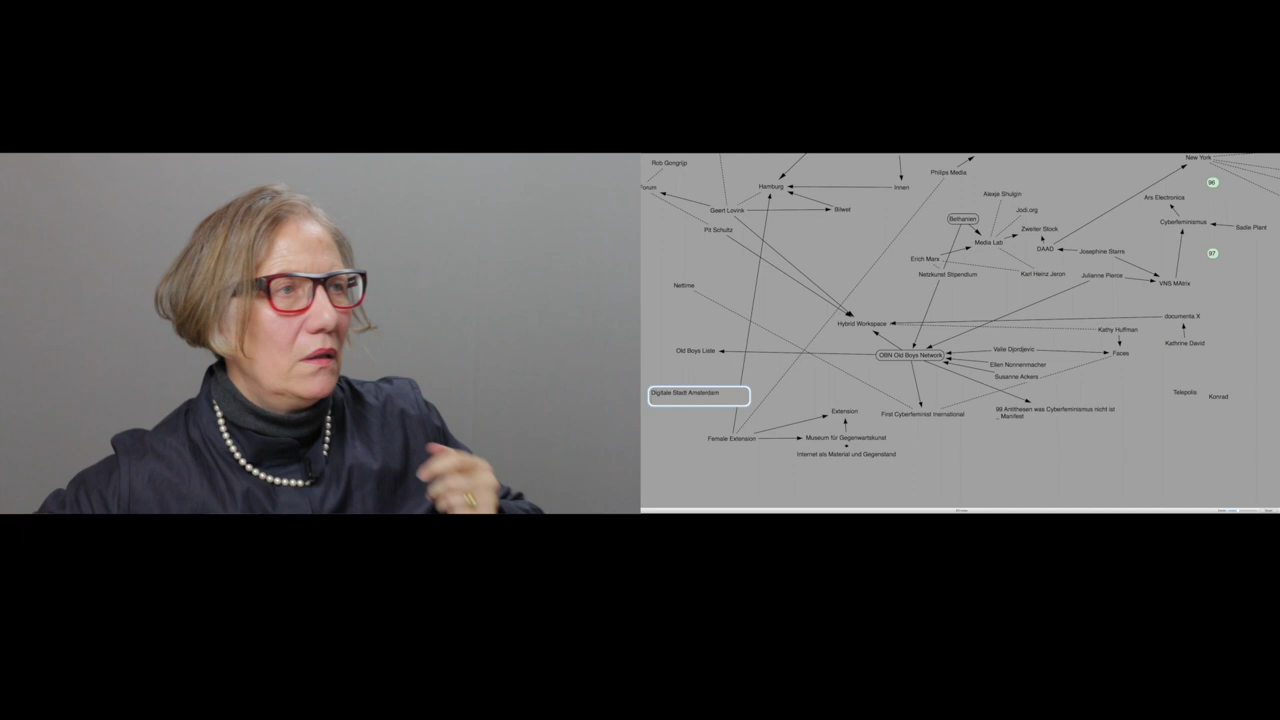 New York
Rob Gongrijp
Philips Media
96
Forum
Hamburg
Innen
Alexje Shulgin
Ars Electronica
Geert Lovink
Bilwet
Jodi.org
Bethanien
Cyberfeminismus
Sadie Plant
Pit Schultz
Zweiter Stock
Media Lab
DAAD
Josephine Starrs
97
Erich Marx
Netzkunst Stipendium
Karl Heinz Jeron
Julianne Pierce
VNS MAtrix
Nettime
documenta X
Hybrid Workspace
Kathy Huffman
Kathrine David
Old Boys Liste
OBN Old Boys Network
Valie Djordjevic
Faces
Ellen Nonnenmacher
Susanne Ackers
Digitale Stadt Amsterdam
Telepolis
Konrad
Extension
First Cyberfeminist Inernational
99 Antithesen was Cyberfeminismus nicht ist
_ Manifest
Female Extension
Museum für Gegenwartskunst
Internet als Material und Gegenstand